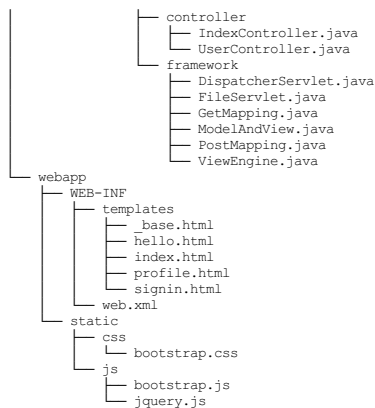 controller
IndexController.java
UserController.java
framework
DispatcherServlet.java
FileServlet.java
GetMapping.java
ModelAndView.java
PostMapping.java
ViewEngine.java
webapp
WEB-INF
templates
_base.html
hello.html
index.html
profile.html
signin.html
web.xml
static
css
bootstrap.css
js
bootstrap.js
jquery.js